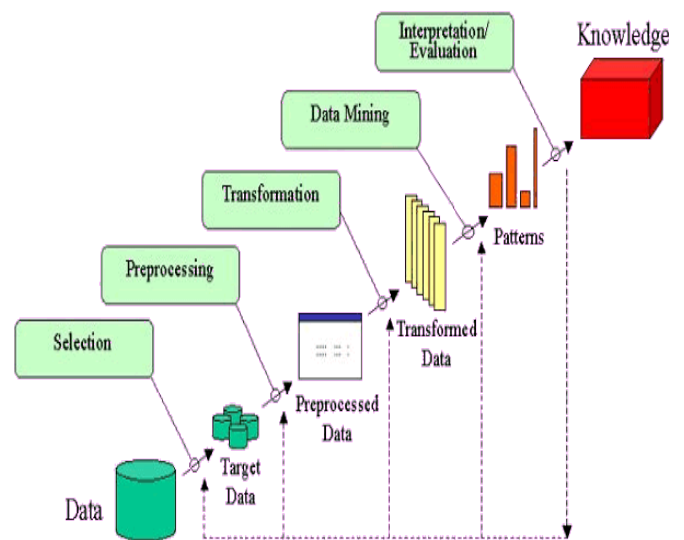 Interpretation/
Evaluation
Knowledge
Data Mining
Transformation
Patterns
Preprocessing
Transformed
Data
Selection
Preprocessed
Data
Target
Data
Data